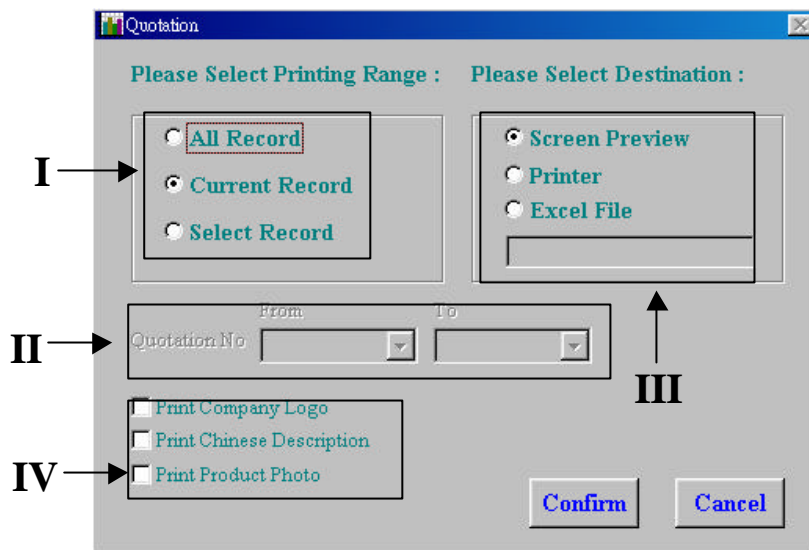 Quotation
Please Select Printing Range :
Please Select Destination :
I
All Record
Current Record
Select Record
Screen Preview
Printer
Excel File
III
II
From
To
Quotation No
IV
Print Company Logo
Print Chinese Description
Print Product Photo
Confirm
Cancel